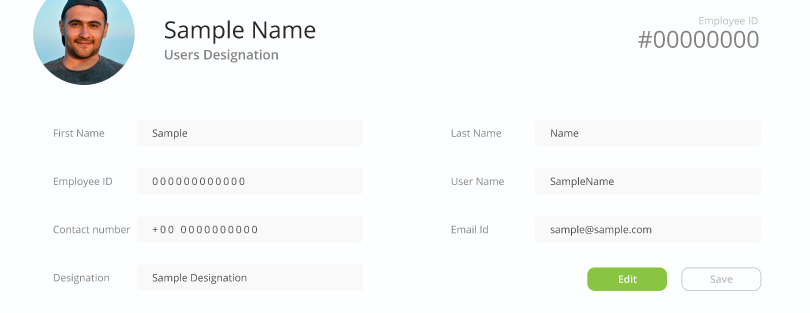 Sample Name
Users Designation
Employee ID
#00000000
First Name Sample
Last Name Name
Employee ID 000000000000
User Name SampleName
Contact number +00 0000000000
Email Id sample@sample.com
Designation Sample Designation
Edit Save